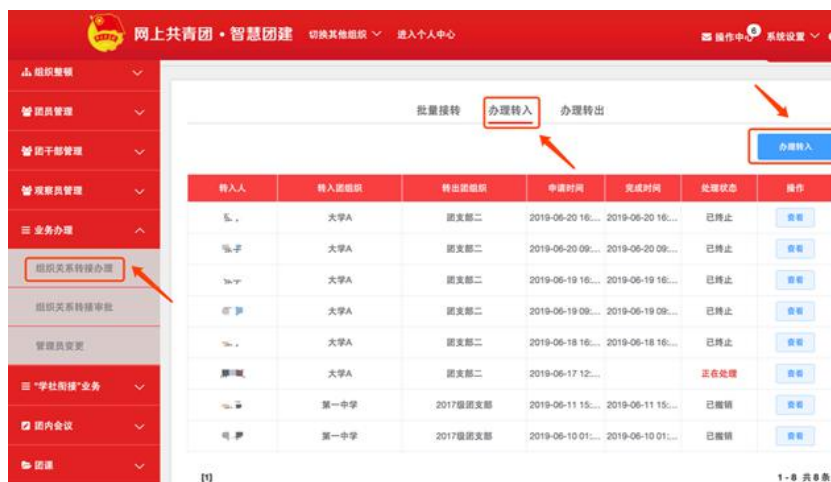 网上共青团·智慧团建 切换其他组织 进入个人中心 操作中心 6 系统设置
组织整顿
团员管理
团干部管理
观察员管理
业务办理
组织关系转接办理
组织关系转接审批
管理员变更
"学社衔接"业务
团内会议
团课
批量接转 办理转入 办理转出
办理转入
转入人 转入团组织 转出团组织 申请时间 完成时间 处理状态 操作
大学A 团支部二 2019-06-20 16:... 2019-06-20 16:... 已终止 查看
大学A 团支部二 2019-06-20 09:... 2019-06-20 09:... 已终止 查看
大学A 团支部二 2019-06-19 16:... 2019-06-19 16:... 已终止 查看
大学A 团支部二 2019-06-19 09:... 2019-06-19 09:... 已终止 查看
大学A 团支部二 2019-06-18 16:... 2019-06-18 16:... 已终止 查看
大学A 团支部二 2019-06-17 12:... 正在处理 查看
第一中学 2017级团支部 2019-06-11 15:... 2019-06-11 15:... 已撤销 查看
第一中学 2017级团支部 2019-06-10 01:... 2019-06-10 01:... 已撤销 查看
[1] 1-8 共8条